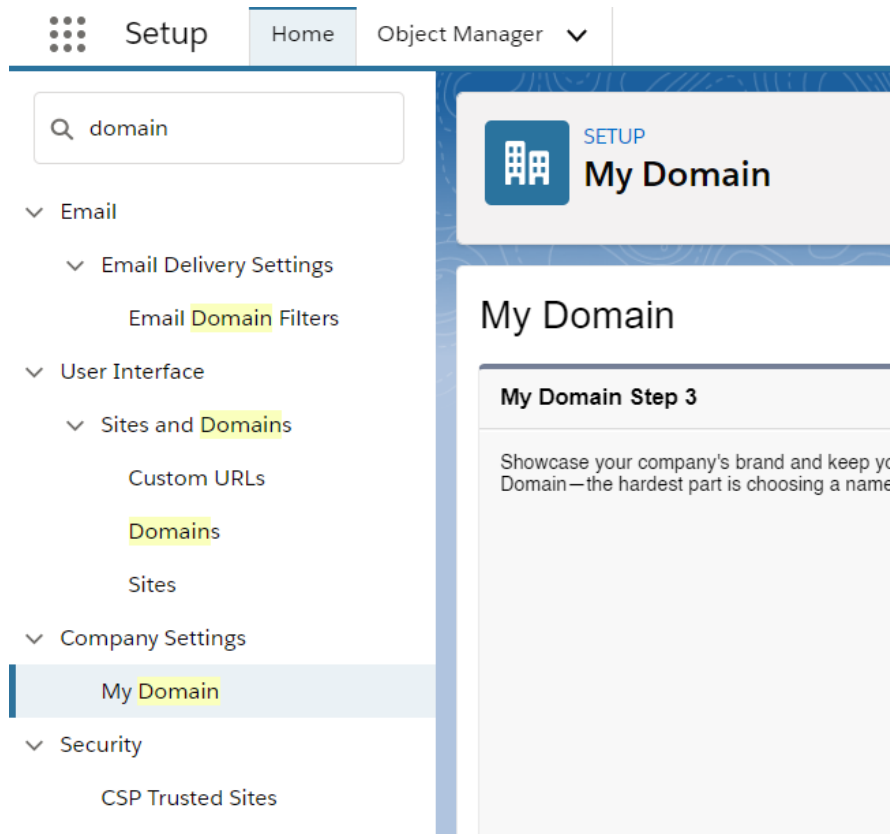 Setup
Home
Object Manager
domain
Email
Email Delivery Settings
Email Domain Filters
User Interface
Sites and Domains
Custom URLs
Domains
Sites
Company Settings
My Domain
Security
CSP Trusted Sites
SETUP
My Domain
My Domain
My Domain Step 3
Showcase your company's brand and keep yo
Domain—the hardest part is choosing a name